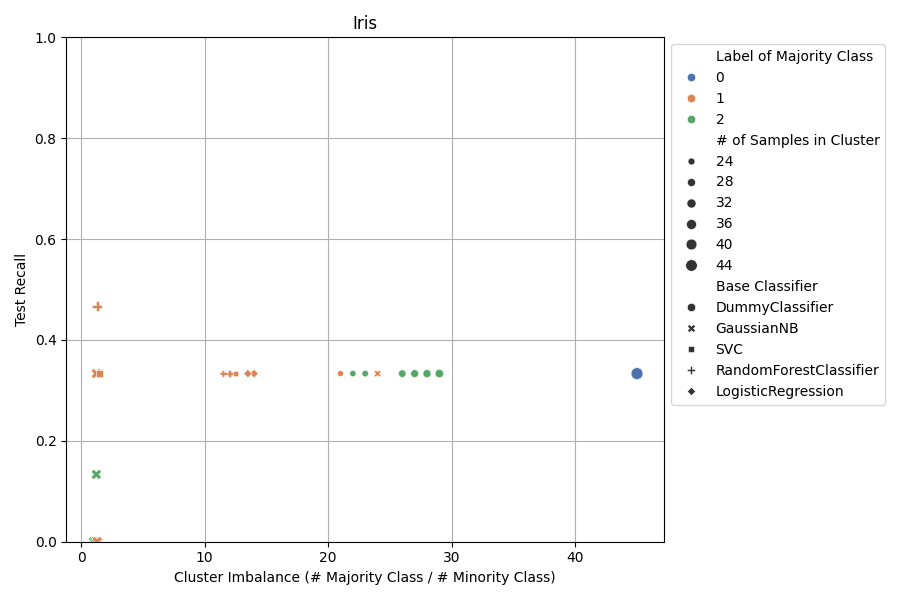 Iris
1.0
0.8
0.6
0.4
0.2
0.0
Test Recall
0
10
20
30
40
Cluster Imbalance (# Majority Class / # Minority Class)
Label of Majority Class
0
1
2
# of Samples in Cluster
24
28
32
36
40
44
Base Classifier
DummyClassifier
GaussianNB
SVC
RandomForestClassifier
LogisticRegression